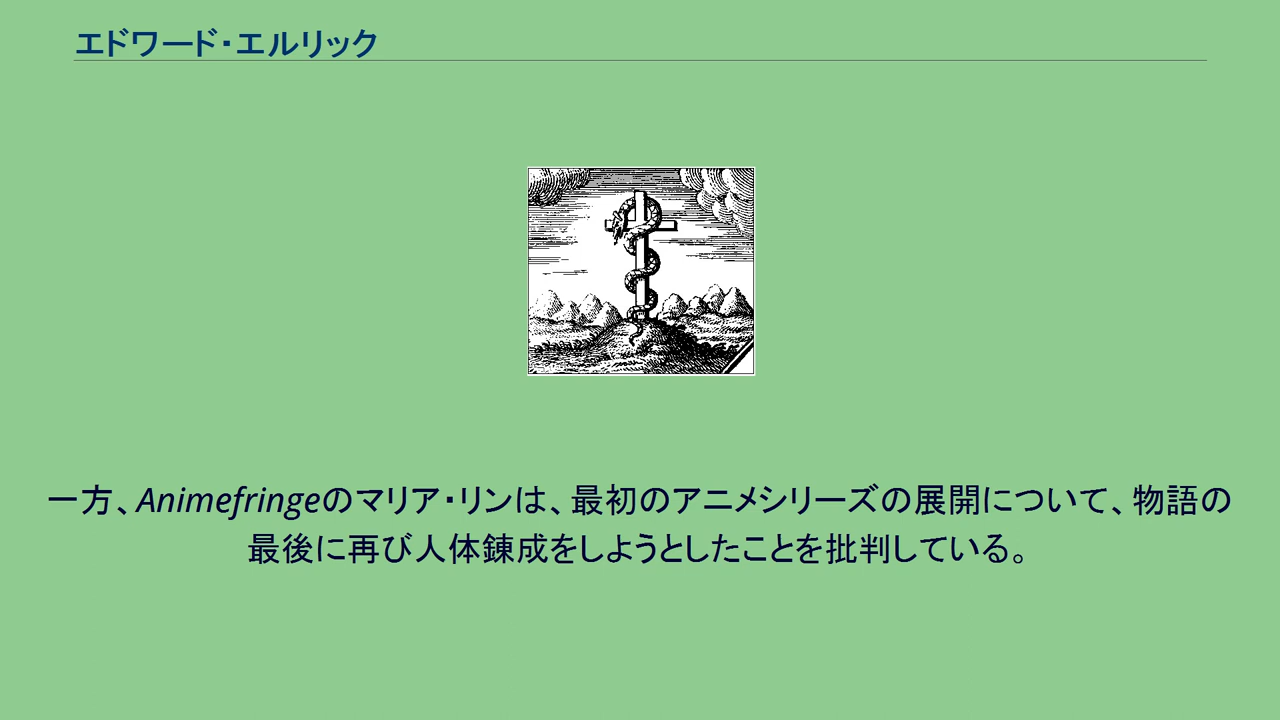 エドワード・エルリック
一方、Animefringeのマリア・リンは、最初のアニメシリーズの展開について、物語の
最後に再び人体錬成をしようとしたことを批判している。